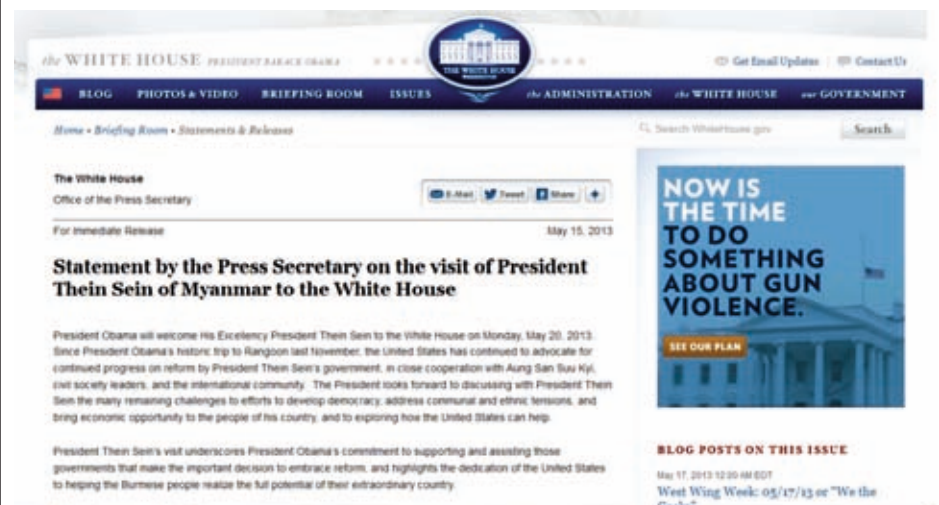 the WHITE HOUSE PRESIDENT BARACK OBAMA
THE WHITE HOUSE
Get Email Updates Contact Us
BLOG PHOTOS & VIDEO BRIEFING ROOM ISSUES the ADMINISTRATION the WHITE HOUSE our GOVERNMENT
Home • Briefing Room • Statements & Releases
Search WhiteHouse.gov Search
The White House
Office of the Press Secretary
E-Mail Tweet Share +
For Immediate Release May 15, 2013
Statement by the Press Secretary on the visit of President
Thein Sein of Myanmar to the White House
President Obama will welcome His Excellency President Thein Sein to the White House on Monday, May 20, 2013.
Since President Obama's historic trip to Rangoon last November, the United States has continued to advocate for
continued progress on reform by President Thein Sein's government, in close cooperation with Aung San Suu Kyi,
civil society leaders, and the international community. The President looks forward to discussing with President Thein
Sein the many remaining challenges to efforts to develop democracy, address communal and ethnic tensions, and
bring economic opportunity to the people of his country, and to exploring how the United States can help.
President Thein Sein's visit underscores President Obama's commitment to supporting and assisting those
governments that make the important decision to embrace reform, and highlights the dedication of the United States
to helping the Burmese people realize the full potential of their extraordinary country.
NOW IS
THE TIME
TO DO
SOMETHING
ABOUT GUN
VIOLENCE.
SEE OUR PLAN
BLOG POSTS ON THIS ISSUE
May 17, 2013 12:00 AM EDT
West Wing Week: 05/17/13 or "We the